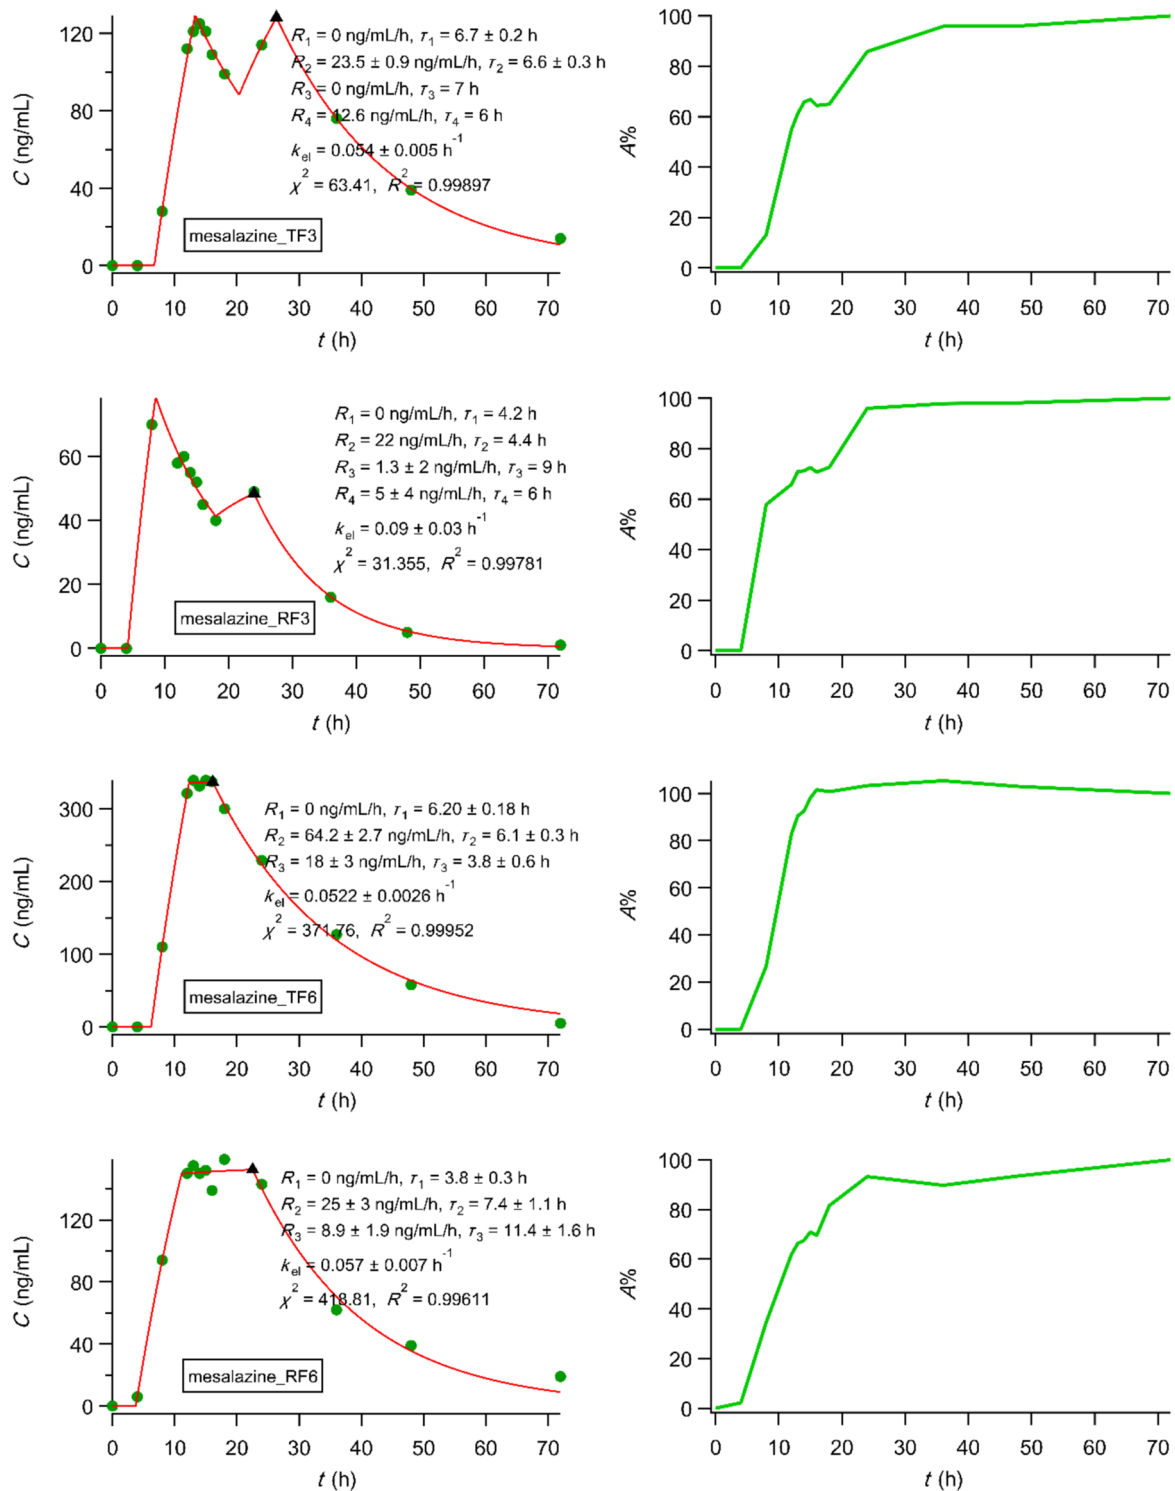 R1 = 0 ng/mL/h, τ1 = 6.7 ± 0.2 h
R2 = 23.5 ± 0.9 ng/mL/h, τ2 = 6.6 ± 0.3 h
R3 = 0 ng/mL/h, τ3 = 7 h
R4 = 12.6 ng/mL/h, τ4 = 6 h
kel = 0.054 ± 0.005 h-1
χ2 = 63.41, R2 = 0.99897
mesalazine_TF3
C (ng/mL)
120
80
40
0
0 10 20 30 40 50 60 70
t (h)
A%
100
80
60
40
20
0
0 10 20 30 40 50 60 70
t (h)
R1 = 0 ng/mL/h, τ1 = 4.2 h
R2 = 22 ng/mL/h, τ2 = 4.4 h
R3 = 1.3 ± 2 ng/mL/h, τ3 = 9 h
R4 = 5 ± 4 ng/mL/h, τ4 = 6 h
kel = 0.09 ± 0.03 h-1
χ2 = 31.355, R2 = 0.99781
mesalazine_RF3
C (ng/mL)
60
40
20
0
0 10 20 30 40 50 60 70
t (h)
A%
100
80
60
40
20
0
0 10 20 30 40 50 60 70
t (h)
R1 = 0 ng/mL/h, τ1 = 6.20 ± 0.18 h
R2 = 64.2 ± 2.7 ng/mL/h, τ2 = 6.1 ± 0.3 h
R3 = 18 ± 3 ng/mL/h, τ3 = 3.8 ± 0.6 h
kel = 0.0522 ± 0.0026 h-1
χ2 = 371.76, R2 = 0.99952
mesalazine_TF6
C (ng/mL)
300
200
100
0
0 10 20 30 40 50 60 70
t (h)
A%
100
80
60
40
20
0
0 10 20 30 40 50 60 70
t (h)
R1 = 0 ng/mL/h, τ1 = 3.8 ± 0.3 h
R2 = 25 ± 3 ng/mL/h, τ2 = 7.4 ± 1.1 h
R3 = 8.9 ± 1.9 ng/mL/h, τ3 = 11.4 ± 1.6 h
kel = 0.057 ± 0.007 h-1
χ2 = 418.81, R2 = 0.99611
mesalazine_RF6
C (ng/mL)
120
80
40
0
0 10 20 30 40 50 60 70
t (h)
A%
100
80
60
40
20
0
0 10 20 30 40 50 60 70
t (h)